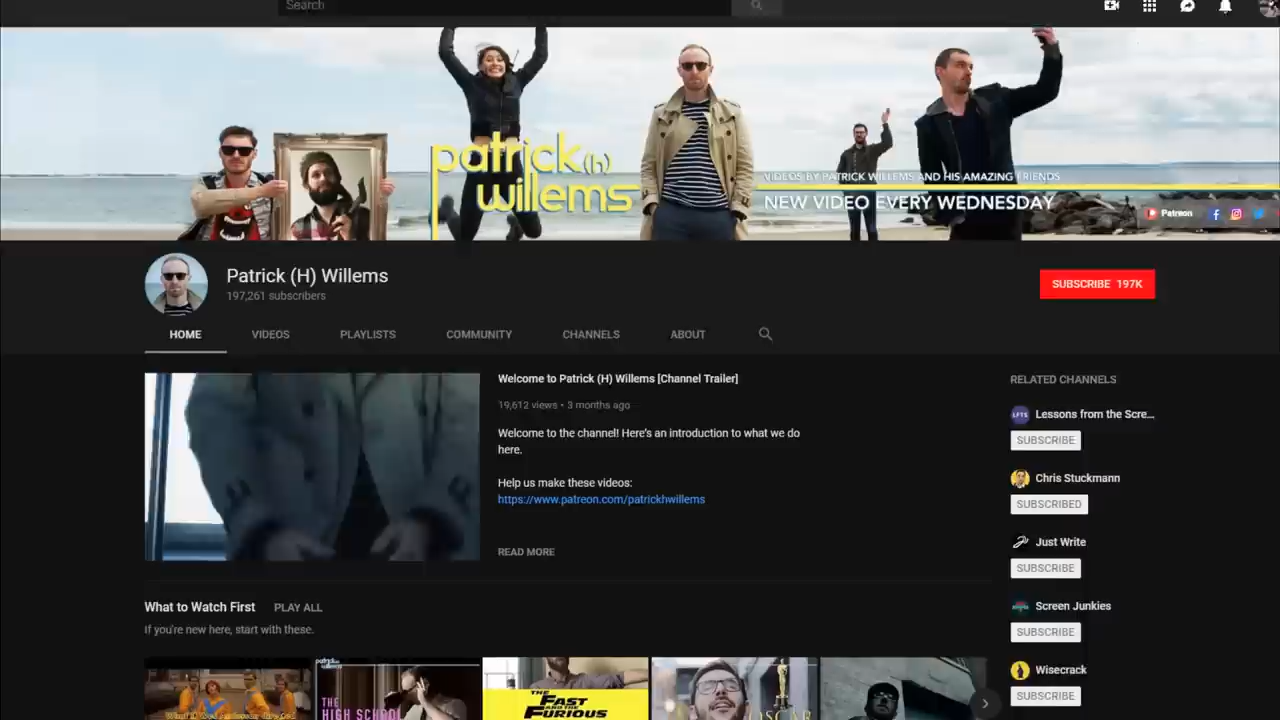 Search
patrick (h)
willems
VIDEOS BY PATRICK WILLEMS AND HIS AMAZING FRIENDS
NEW VIDEO EVERY WEDNESDAY
Patreon
Patrick (H) Willems
197,261 subscribers
SUBSCRIBE 197K
HOME
VIDEOS
PLAYLISTS
COMMUNITY
CHANNELS
ABOUT
Welcome to Patrick (H) Willems [Channel Trailer]
19,612 views • 3 months ago
Welcome to the channel! Here's an introduction to what we do
here.
Help us make these videos:
https://www.patreon.com/patrickhwillems
READ MORE
RELATED CHANNELS
LFTS
Lessons from the Scre...
SUBSCRIBE
Chris Stuckmann
SUBSCRIBED
Just Write
SUBSCRIBE
Screen Junkies
SUBSCRIBE
Wisecrack
SUBSCRIBE
What to Watch First PLAY ALL
If you're new here, start with these.
patrick
willems
THE
HIGH SCHOOL
THE
FAST
AND THE
FURIOUS
OSCAR